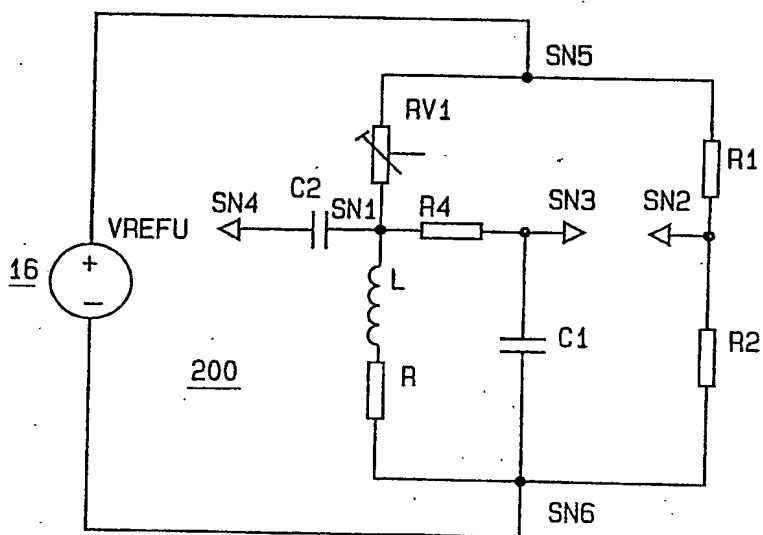 SN5
RV1
R1
C2
SN4
SN1
R4
SN3
SN2
VREFU
16
+
−
L
C1
R2
200
R
SN6